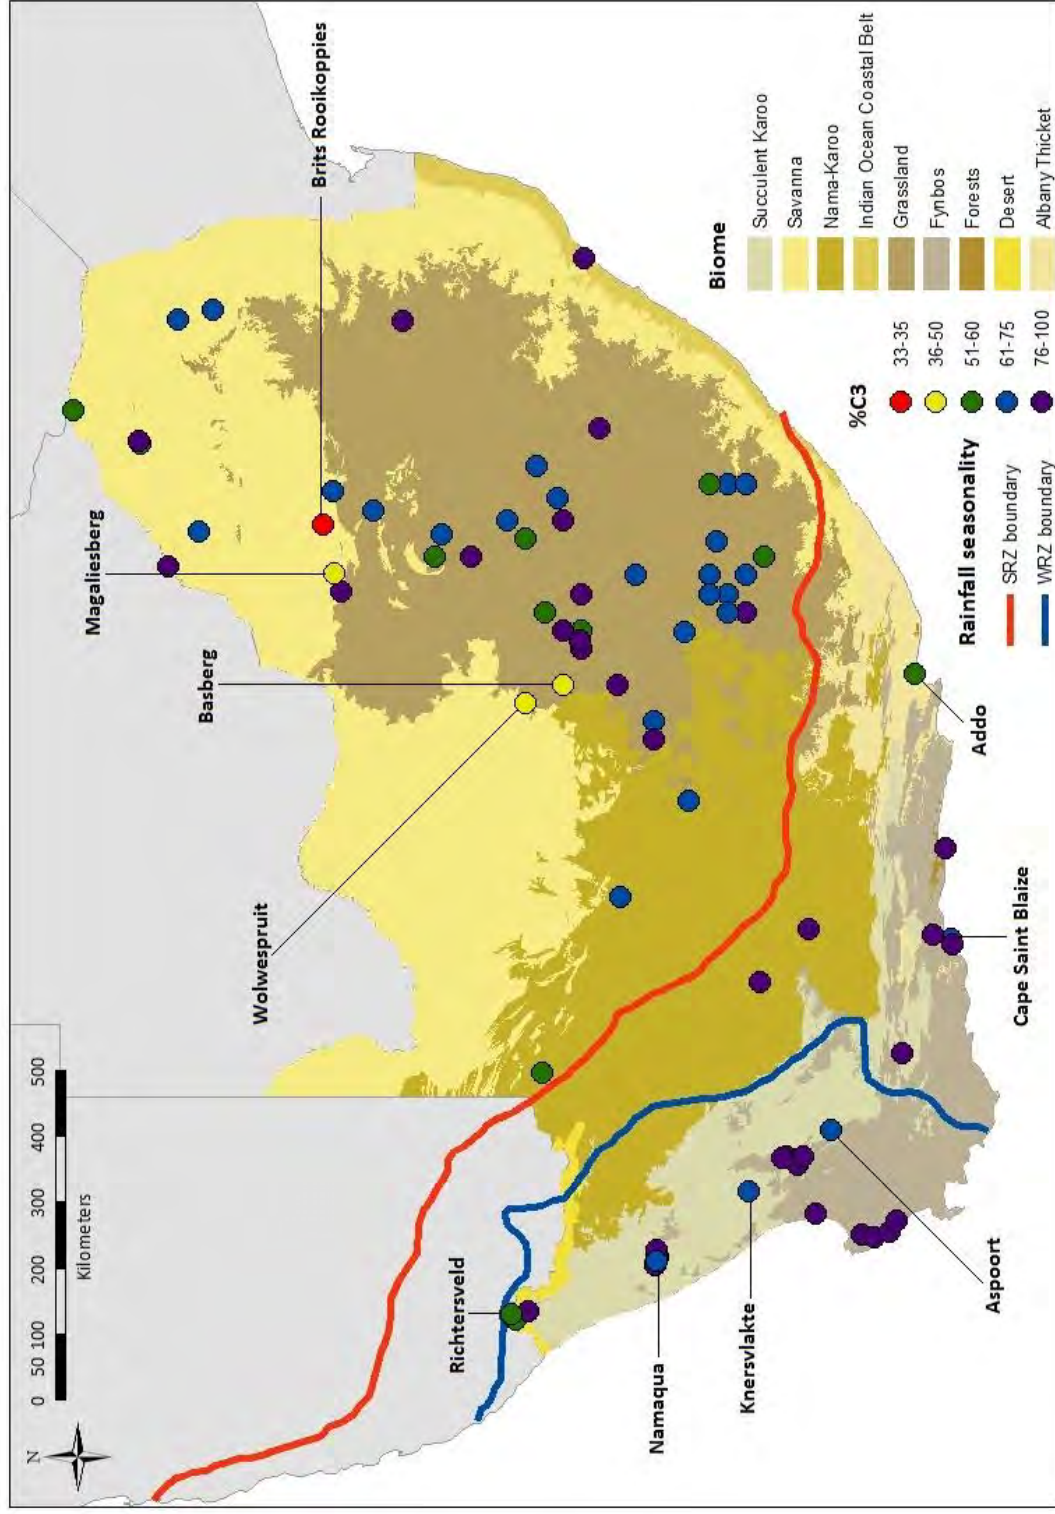 N
0 50 100 200 300 400 500
Kilometers
Magaliesberg
Brits Rooikoppies
Basberg
Wolwespruit
Richtersveld
Namaqua
Knersvlakte
Aspoort
Cape Saint Blaize
Addo
Rainfall seasonality
SRZ boundary
WRZ boundary
%C3
33-35
36-50
51-60
61-75
76-100
Biome
Succulent Karoo
Savanna
Nama-Karoo
Indian Ocean Coastal Belt
Grassland
Fynbos
Forests
Desert
Albany Thicket